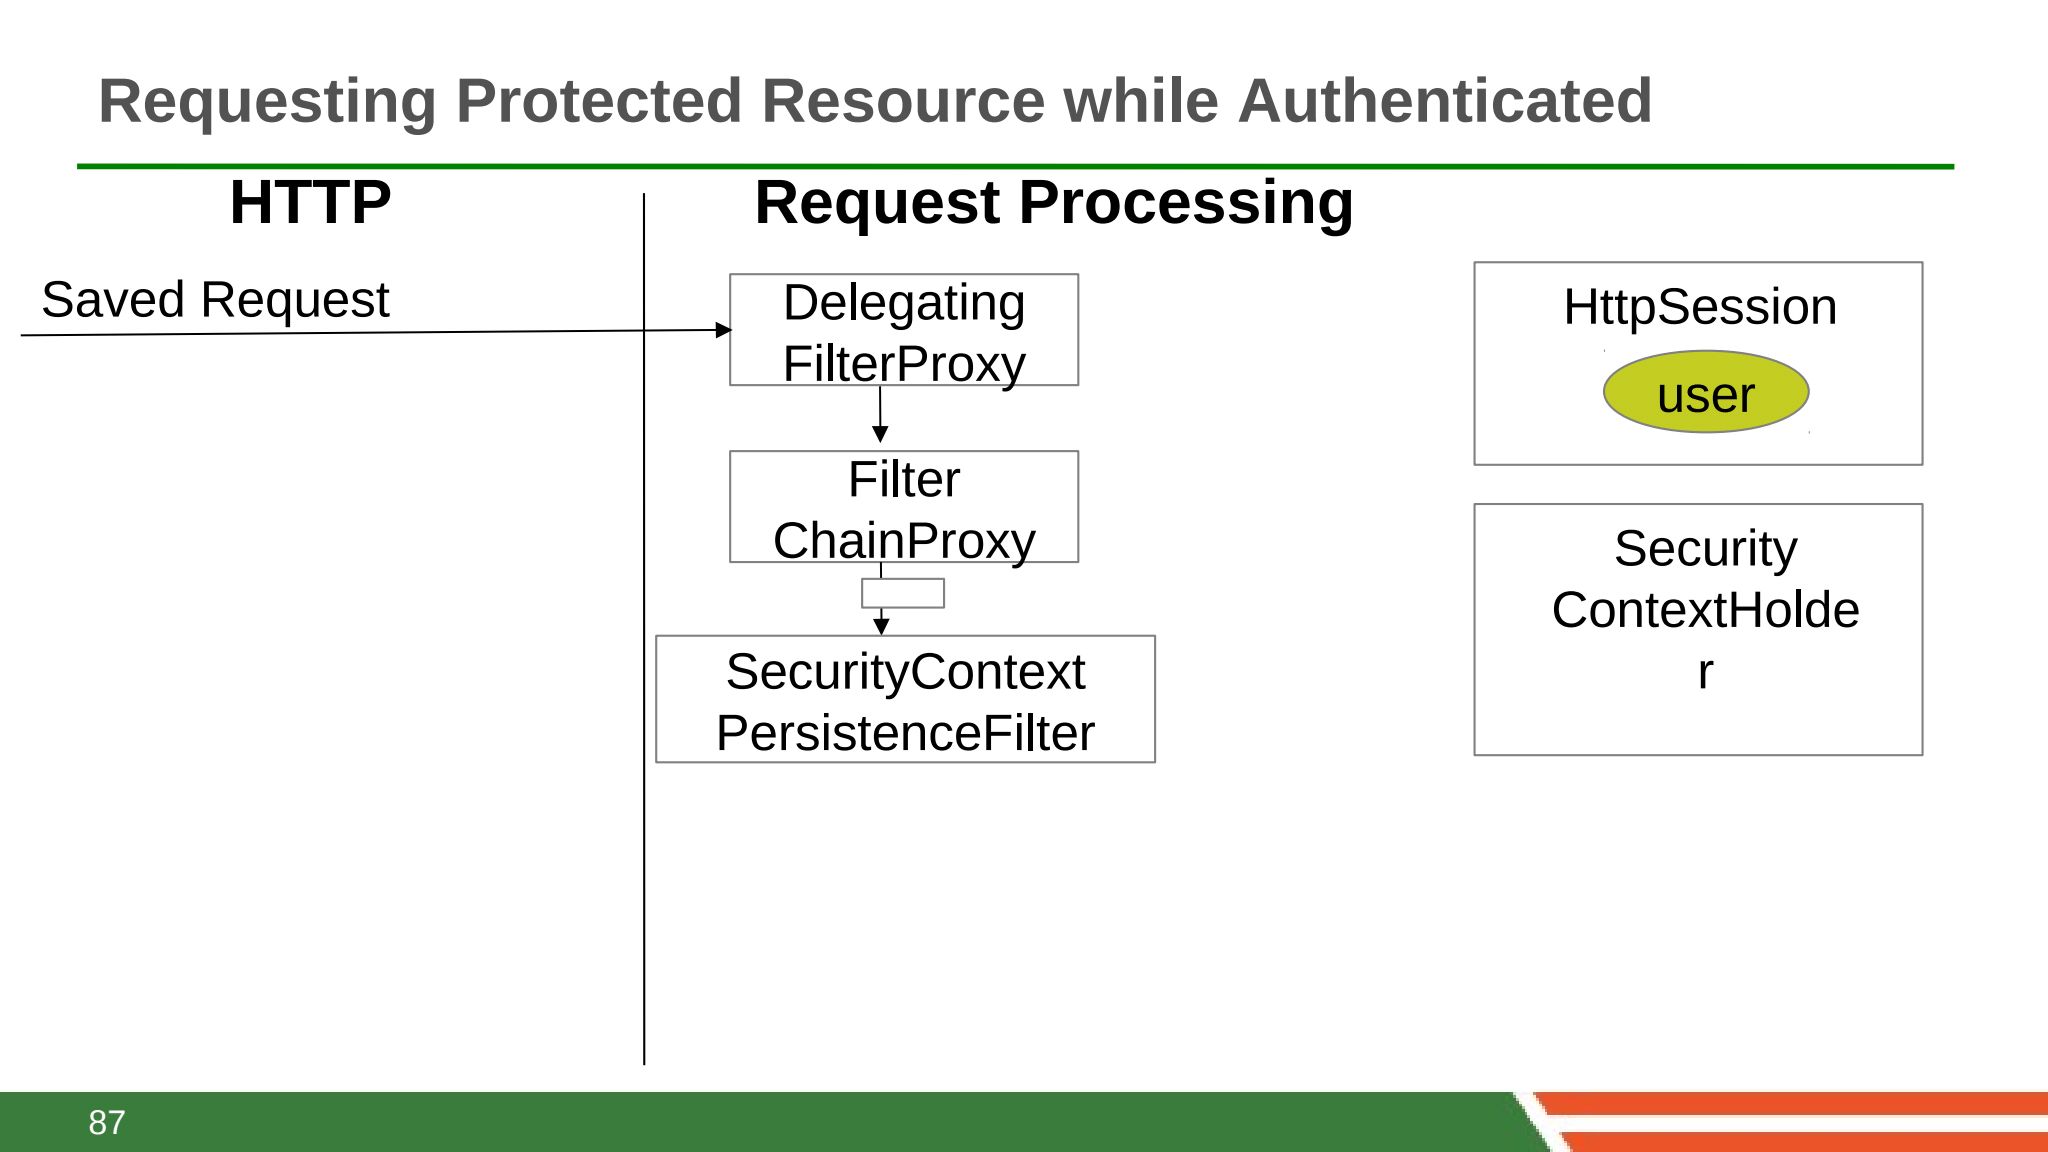 Requesting Protected Resource while Authenticated
HTTP
Request Processing
Saved Request
Delegating
FilterProxy
Filter
ChainProxy
SecurityContext
PersistenceFilter
HttpSession
user
Security
ContextHolde
r
87